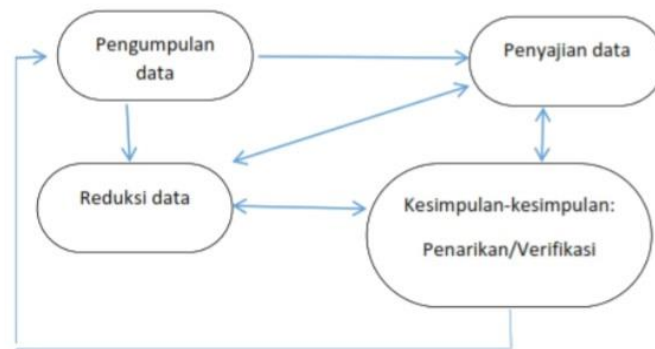 Pengumpulan
data
Penyajian data
Reduksi data
Kesimpulan-kesimpulan:
Penarikan/Verifikasi